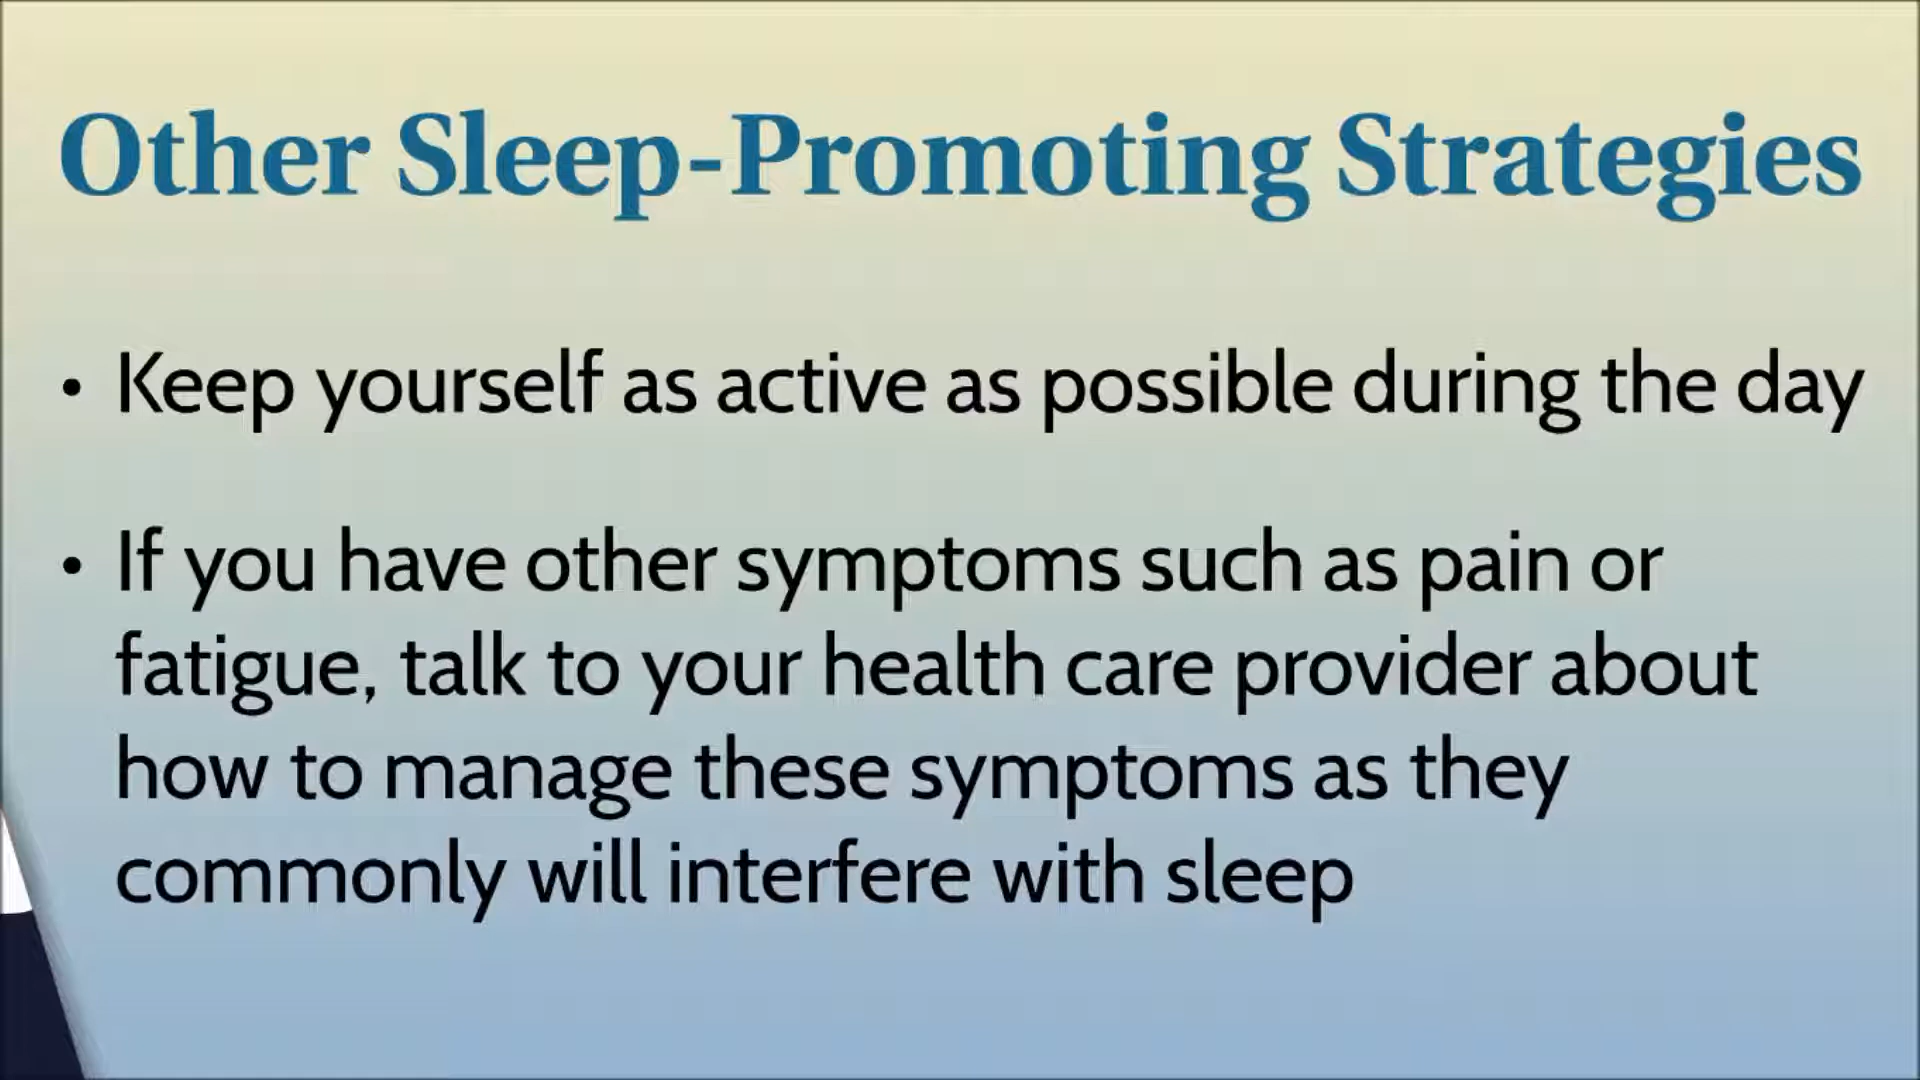 Other Sleep-Promoting Strategies
• Keep yourself as active as possible during the day
• If you have other symptoms such as pain or
fatigue, talk to your health care provider about
how to manage these symptoms as they
commonly will interfere with sleep